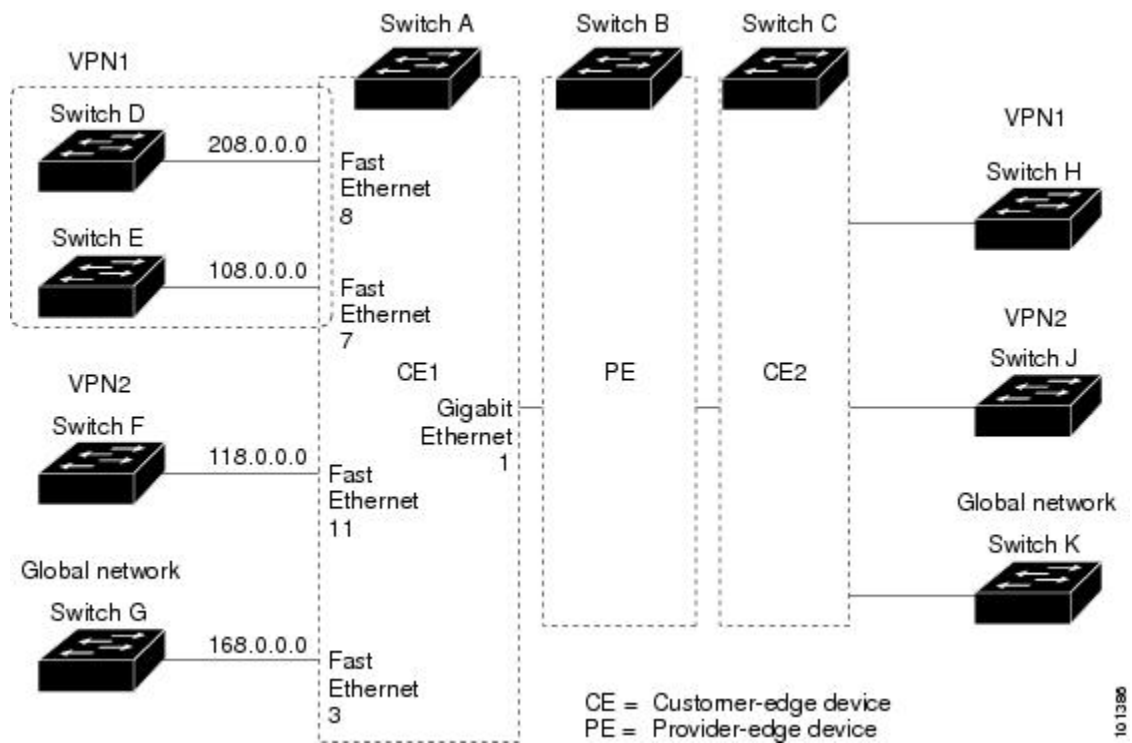 Switch A
Switch B
Switch C
VPN1
Switch D
208.0.0.0
Fast
Ethernet
8
Switch E
108.0.0.0
Fast
Ethernet
7
VPN2
Switch F
118.0.0.0
Fast
Ethernet
11
Global network
Switch G
168.0.0.0
Fast
Ethernet
3
CE1
Gigabit
Ethernet
1
PE
CE2
VPN1
Switch H
VPN2
Switch J
Global network
Switch K
CE = Customer-edge device
PE = Provider-edge device
101386